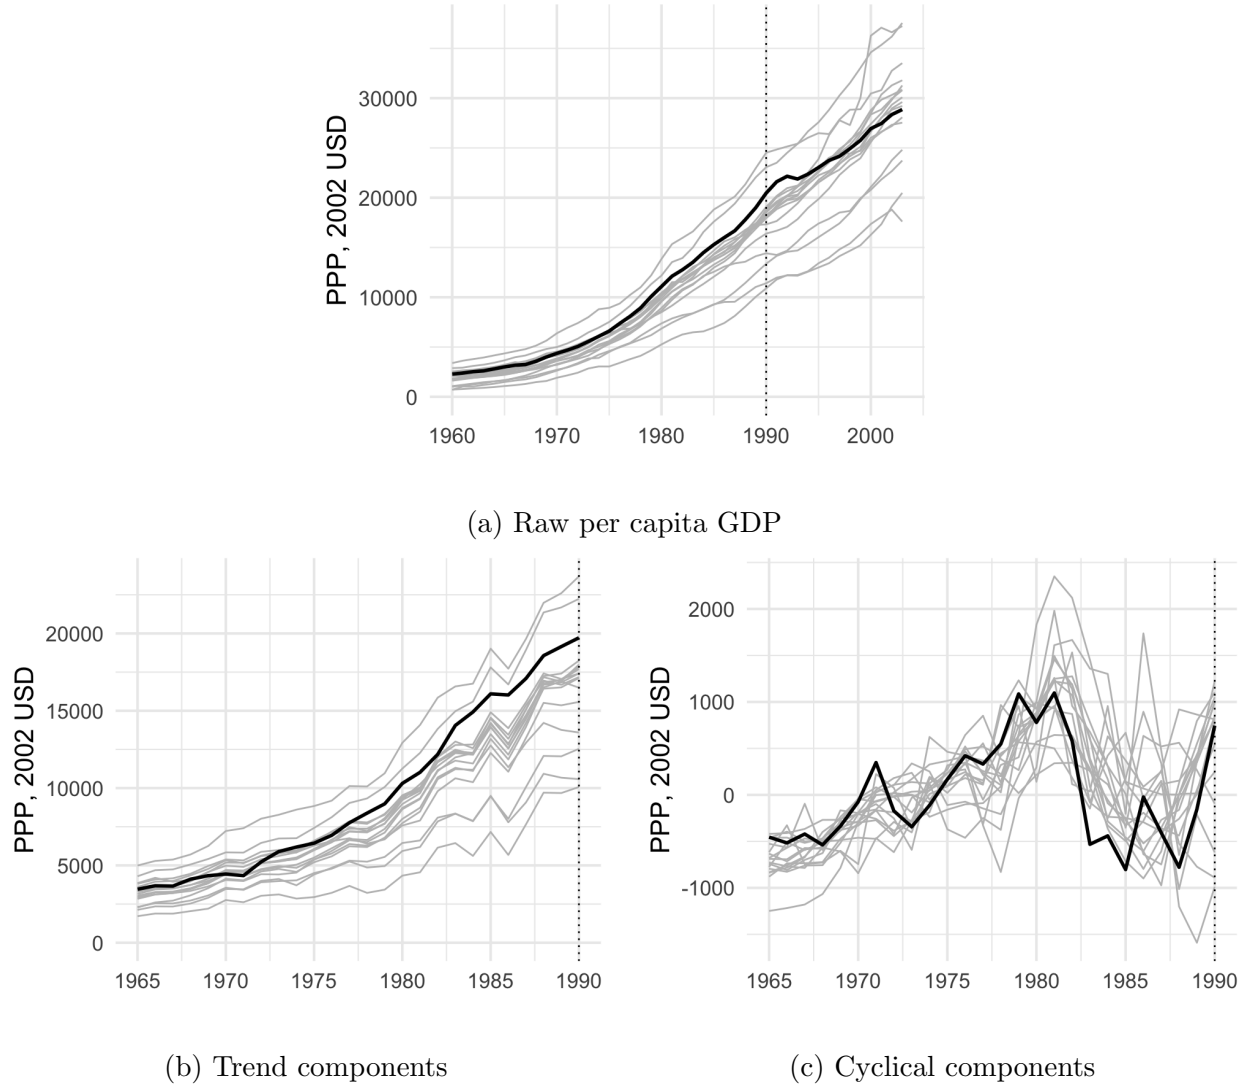 PPP, 2002 USD
30000
20000
10000
0
1960 1970 1980 1990 2000
(a) Raw per capita GDP
PPP, 2002 USD
20000
15000
10000
5000
0
1965 1970 1975 1980 1985 1990
(b) Trend components
PPP, 2002 USD
2000
1000
0
-1000
1965 1970 1975 1980 1985 1990
(c) Cyclical components